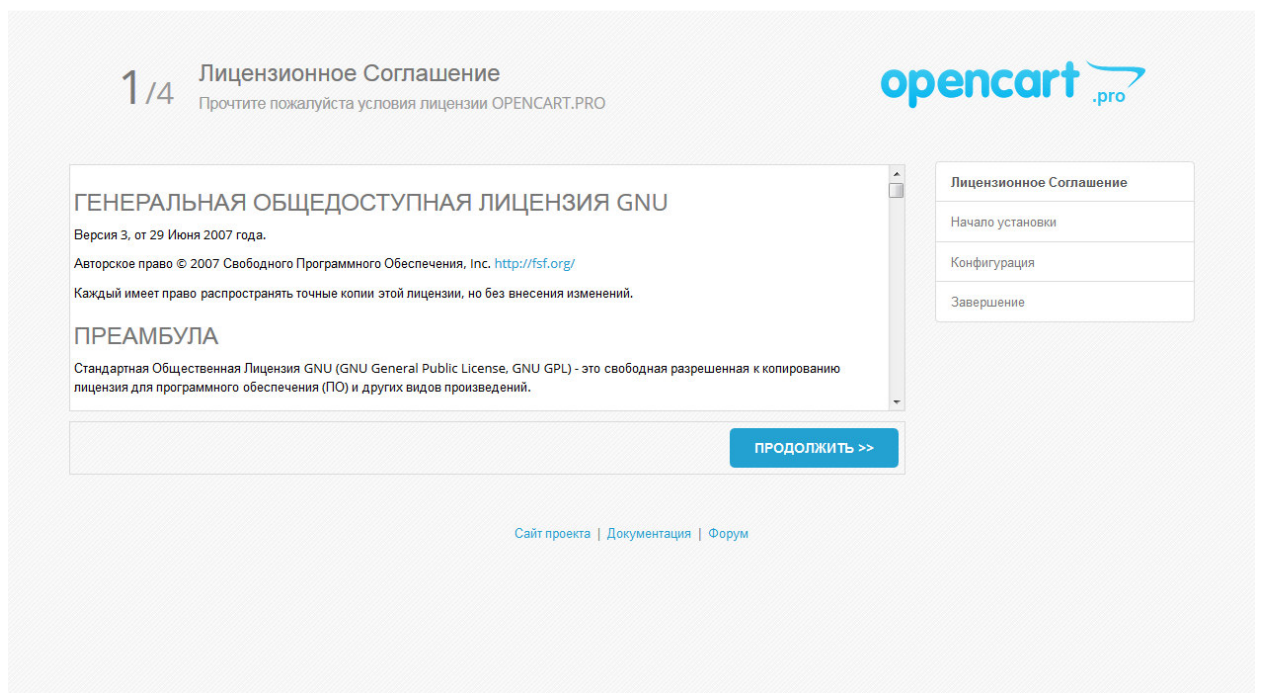 1/4
Лицензионное Соглашение
Прочтите пожалуйста условия лицензии OPENCART.PRO
opencart .pro
ГЕНЕРАЛЬНАЯ ОБЩЕДОСТУПНАЯ ЛИЦЕНЗИЯ GNU
Версия 3, от 29 Июня 2007 года.
Авторское право © 2007 Свободного Программного Обеспечения, Inc. http://fsf.org/
Каждый имеет право распространять точные копии этой лицензии, но без внесения изменений.
ПРЕАМБУЛА
Стандартная Общественная Лицензия GNU (GNU General Public License, GNU GPL) - это свободная разрешенная к копированию
лицензия для программного обеспечения (ПО) и других видов произведений.
ПРОДОЛЖИТЬ >>
Лицензионное Соглашение
Начало установки
Конфигурация
Завершение
Сайт проекта | Документация | Форум